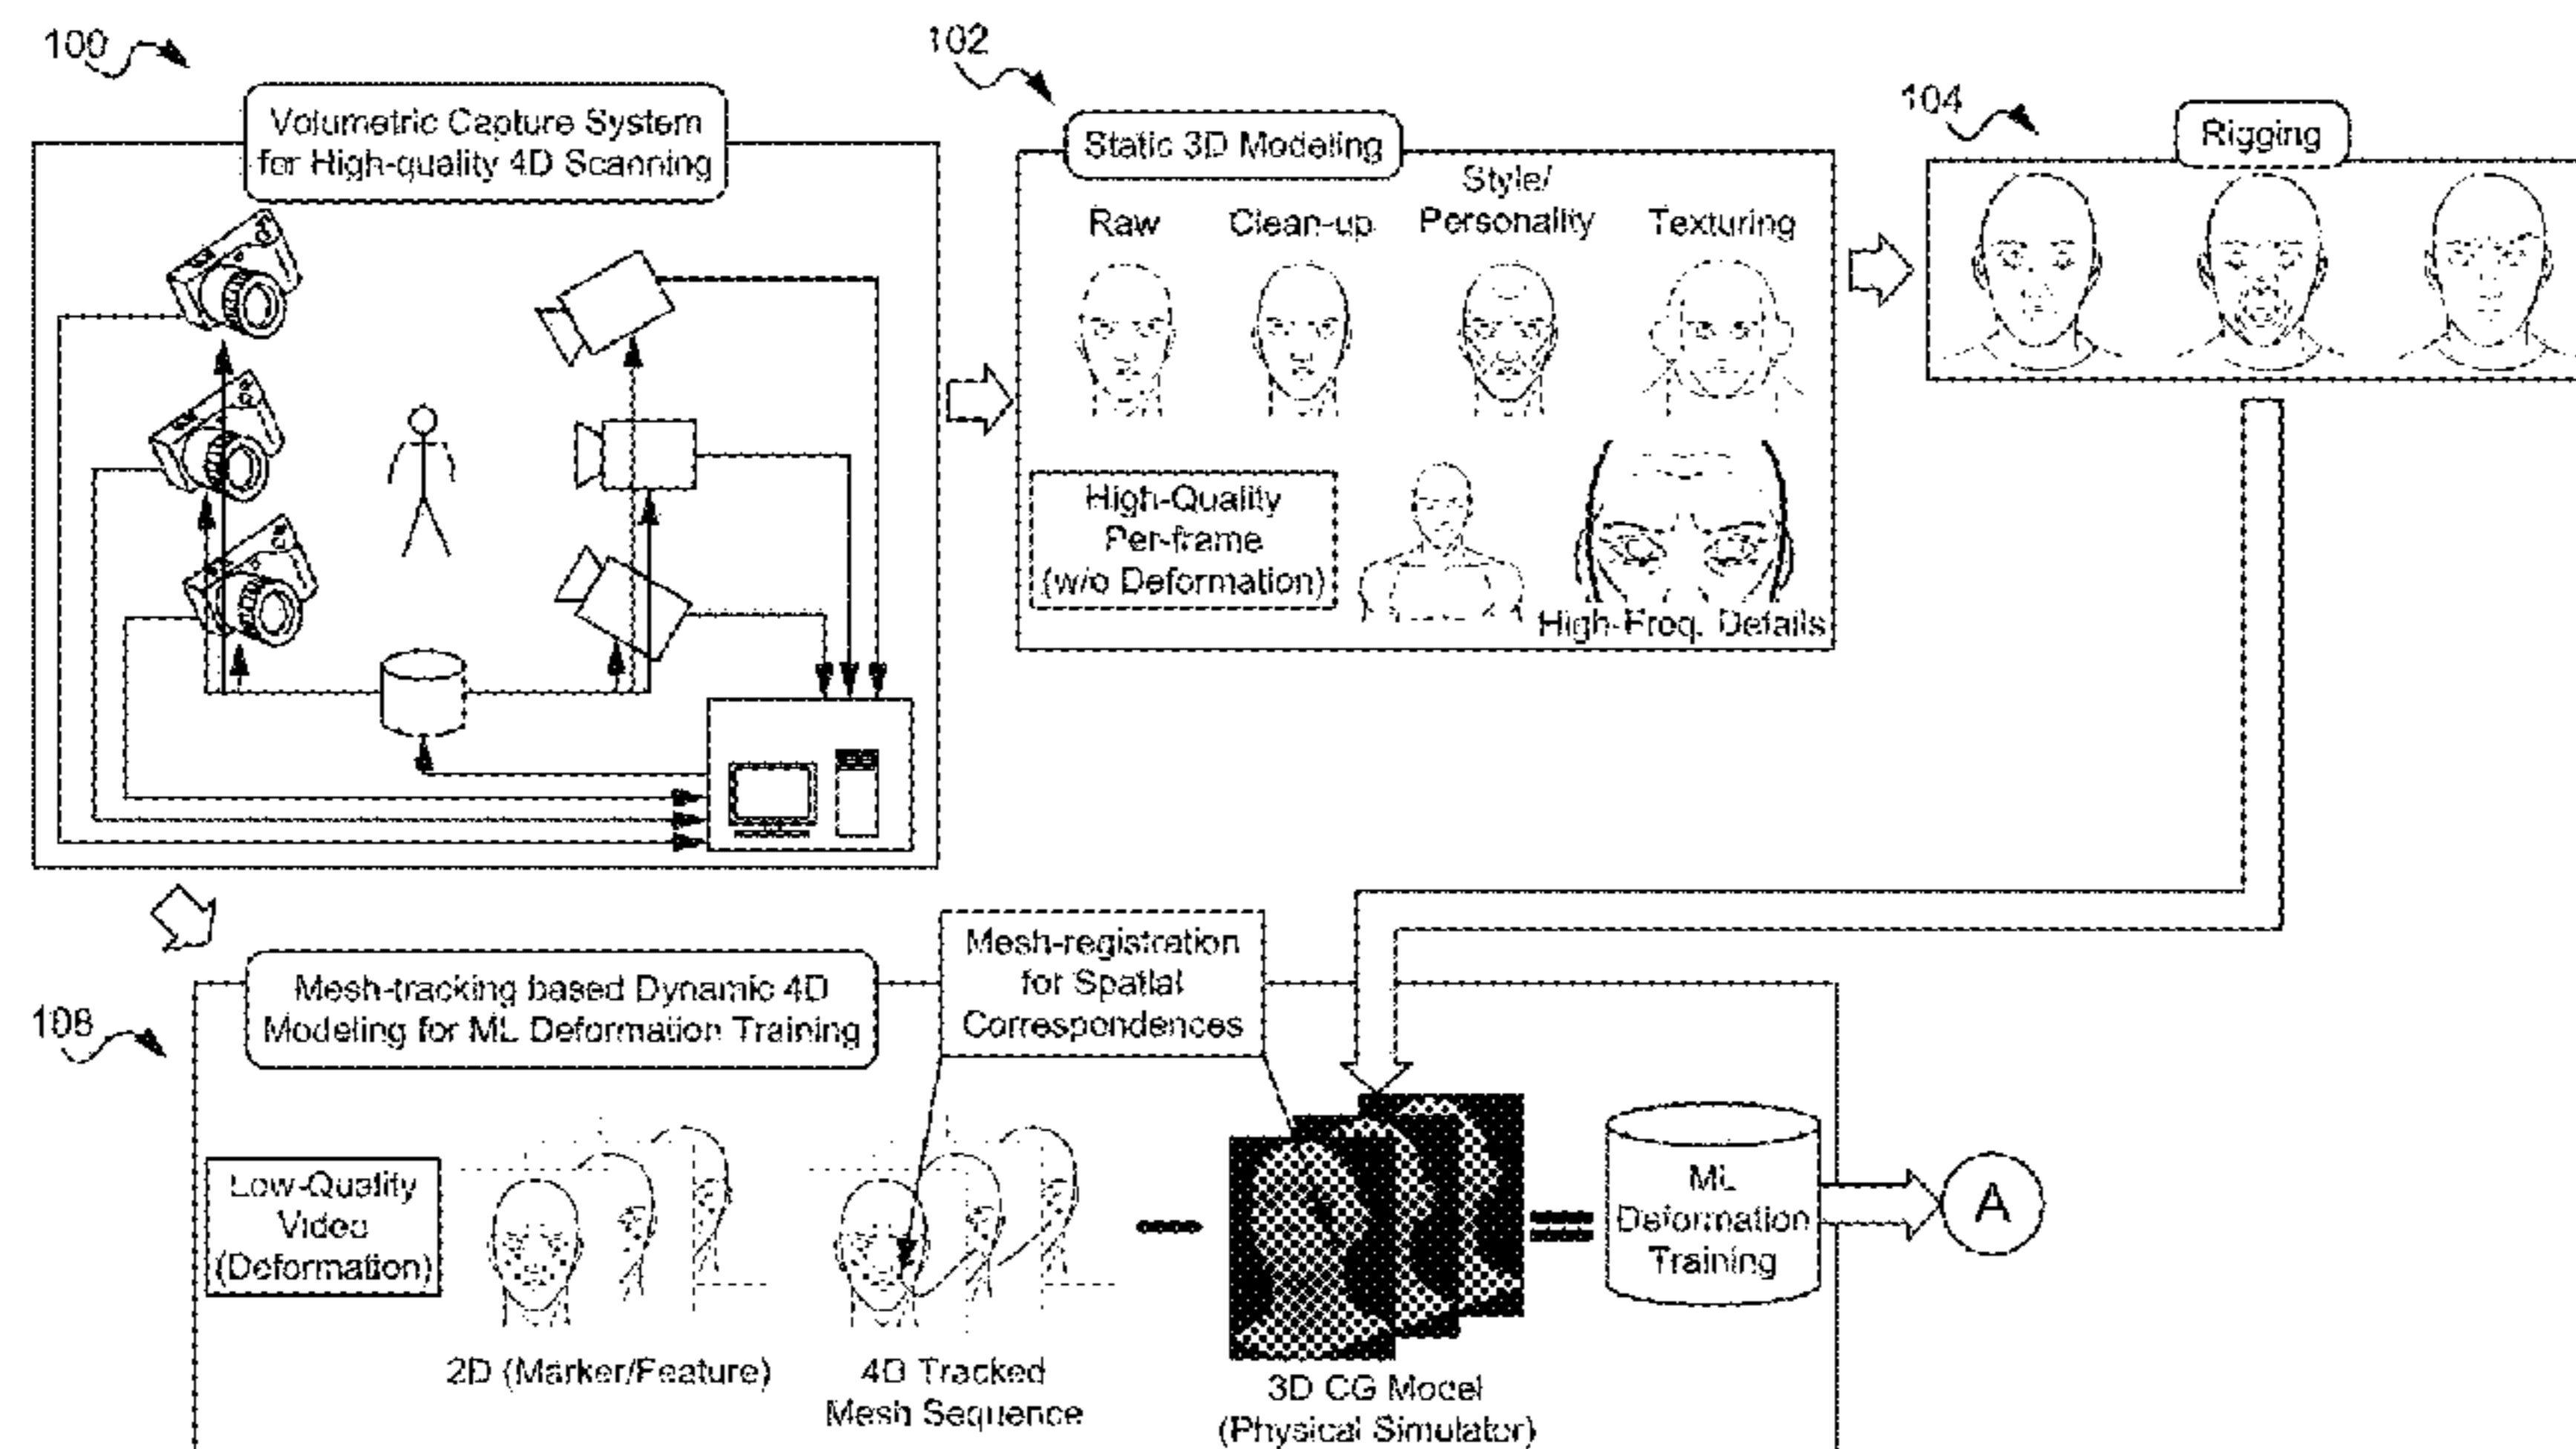 100
Volumetric Capture System
for High-quality 4D Scanning
102
Static 3D Modeling
Raw
Clean-up
Style/
Personality
Texturing
High-Quality
Per-frame
(w/o Deformation)
High-Freq. Details
104
Rigging
108
Mesh-tracking based Dynamic 4D
Modeling for ML Deformation Training
Mesh-registration
for Spatial
Correspondences
Low-Quality
Video
(Deformation)
2D (Marker/Feature)
4D Tracked
Mesh Sequence
3D CG Model
(Physical Simulator)
ML
Deformation
Training
A